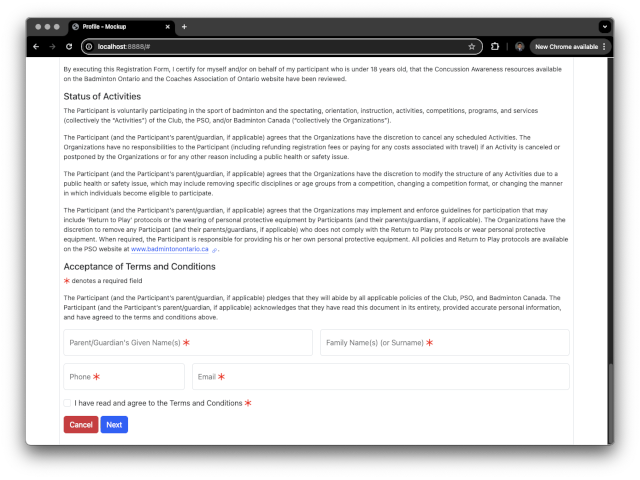 Profile - Mockup
localhost:8888/#
New Chrome available
By executing this Registration Form, I certify for myself and/or on behalf of my participant who is under 18 years old, that the Concussion Awareness resources available
on the Badminton Ontario and the Coaches Association of Ontario website have been reviewed.
Status of Activities
The Participant is voluntarily participating in the sport of badminton and the spectating, orientation, instruction, activities, competitions, programs, and services
(collectively the “Activities”) of the Club, the PSO, and/or Badminton Canada (“collectively the Organizations”).
The Participant (and the Participant's parent/guardian, if applicable) agrees that the Organizations have the discretion to cancel any scheduled Activities. The
Organizations have no responsibilities to the Participant (including refunding registration fees or paying for any costs associated with travel) if an Activity is canceled or
postponed by the Organizations or for any other reason including a public health or safety issue.
The Participant (and the Participant's parent/guardian, if applicable) agrees that the Organizations have the discretion to modify the structure of any Activities due to a
public health or safety issue, which may include removing specific disciplines or age groups from a competition, changing a competition format, or changing the manner
in which individuals become eligible to participate.
The Participant (and the Participant's parent/guardian, if applicable) agrees that the Organizations may implement and enforce guidelines for participation that may
include 'Return to Play' protocols or the wearing of personal protective equipment by Participants (and their parents/guardians, if applicable). The Organizations have the
discretion to remove any Participant (and their parents/guardians, if applicable) who does not comply with the Return to Play protocols or wear personal protective
equipment. When required, the Participant is responsible for providing his or her own personal protective equipment. All policies and Return to Play protocols are available
on the PSO website at www.badmintonontario.ca .
Acceptance of Terms and Conditions
* denotes a required field
The Participant (and the Participant's parent/guardian, if applicable) pledges that they will abide by all applicable policies of the Club, PSO, and Badminton Canada. The
Participant (and the Participant's parent/guardian, if applicable) acknowledges that they have read this document in its entirety, provided accurate personal information,
and have agreed to the terms and conditions above.
Parent/Guardian's Given Name(s) *
Family Name(s) (or Surname) *
Phone *
Email *
I have read and agree to the Terms and Conditions *
Cancel
Next